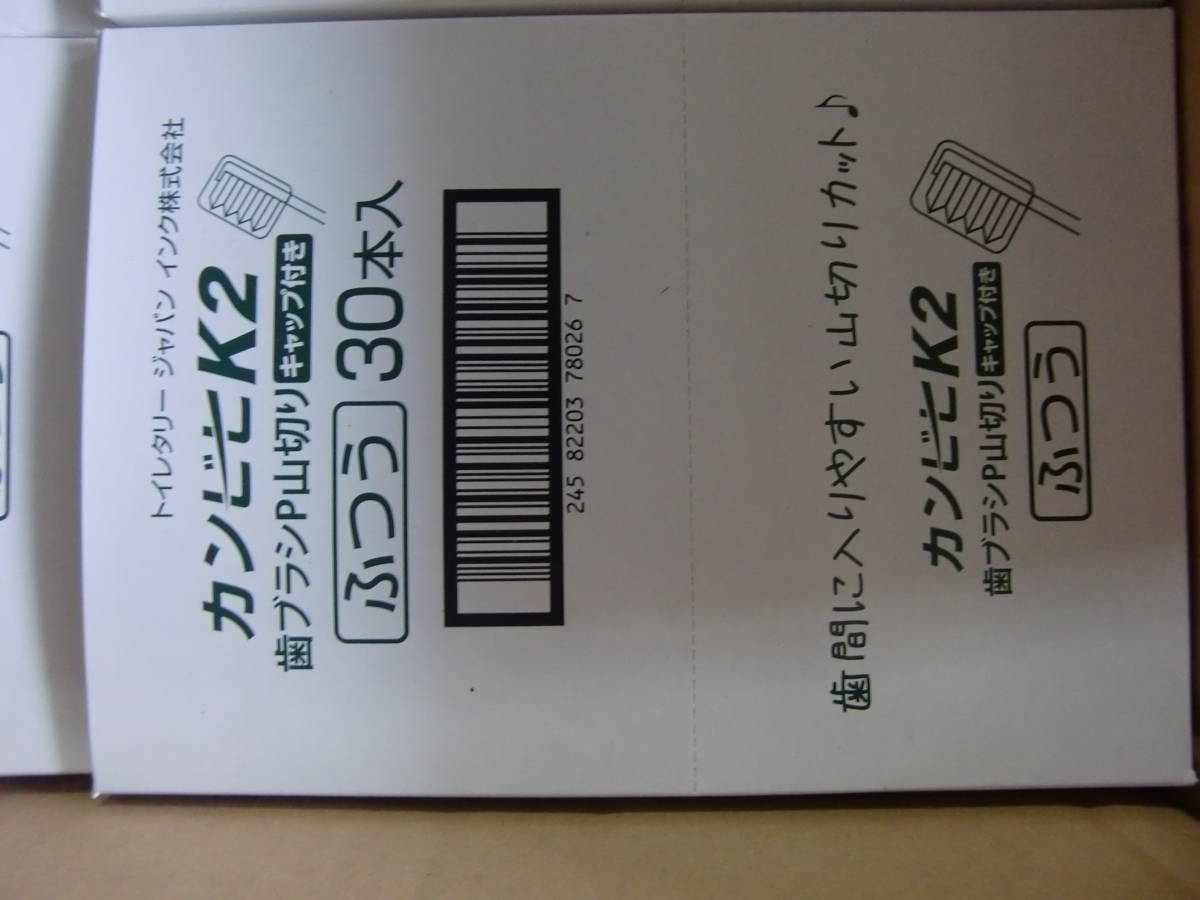 トイレタリー ジャパン インク株式会社
カンピヒK2
歯ブラシP山切り キャップ付き
ふつう 30本入
245 82203 78026 7
歯間に入りやすい山切りカット♪
カンピヒK2
歯ブラシP山切り キャップ付き
ふつう